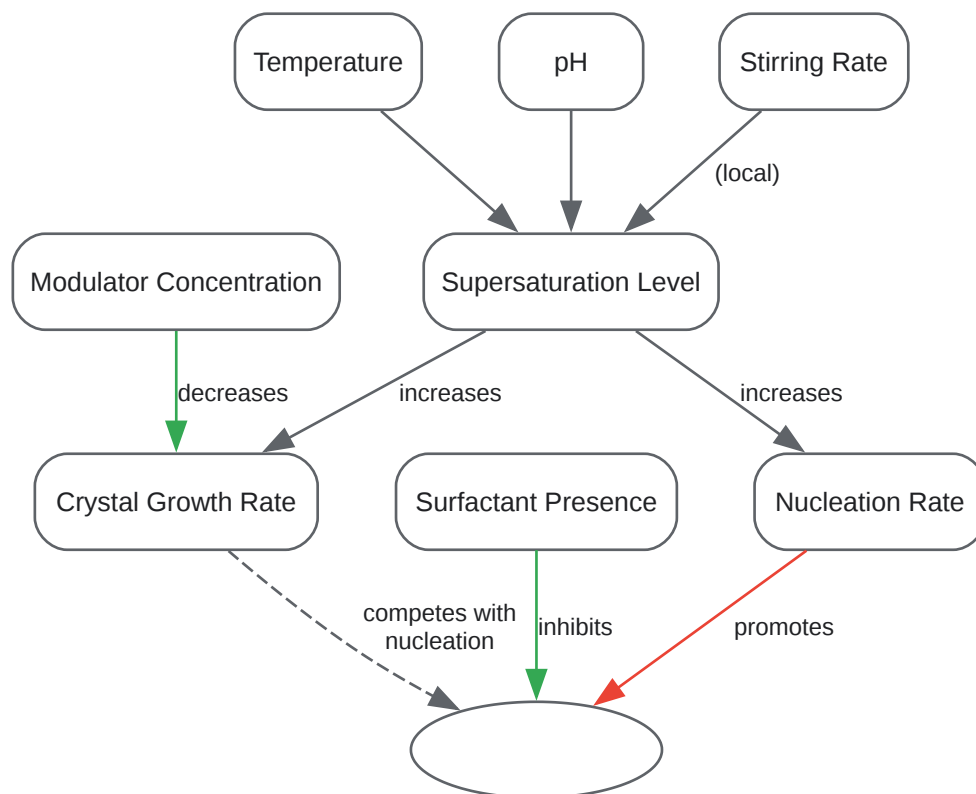 Temperature
pH
Stirring Rate
(local)
Modulator Concentration
Supersaturation Level
decreases
increases
increases
Crystal Growth Rate
Surfactant Presence
Nucleation Rate
competes with
nucleation
inhibits
promotes